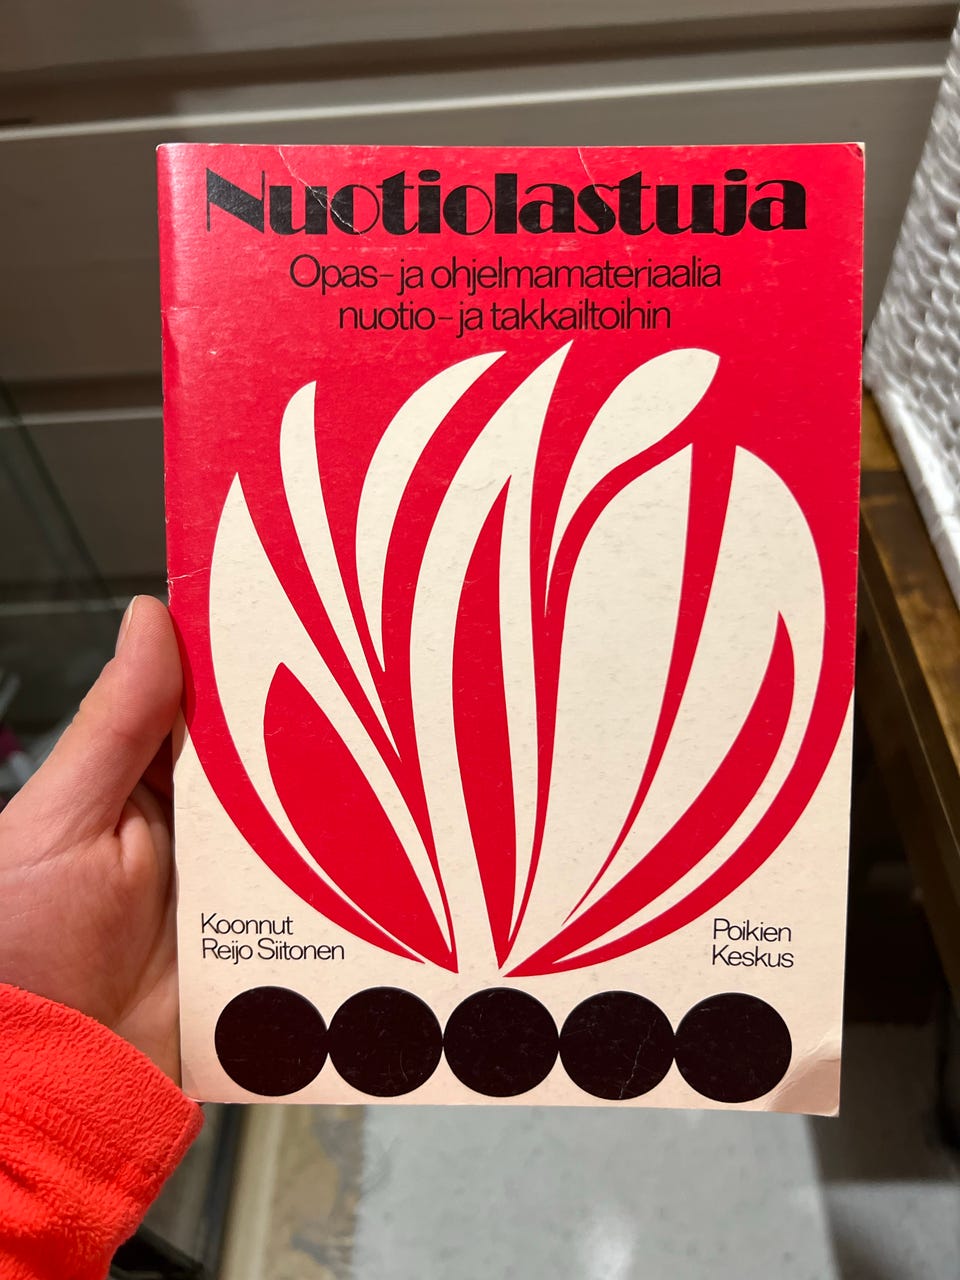 Nuotiolastuja
Opas-ja ohjelmamateriaalia
nuotio-ja takkailtoihin
Koonnut
Reijo Siitonen
Poikien
Keskus